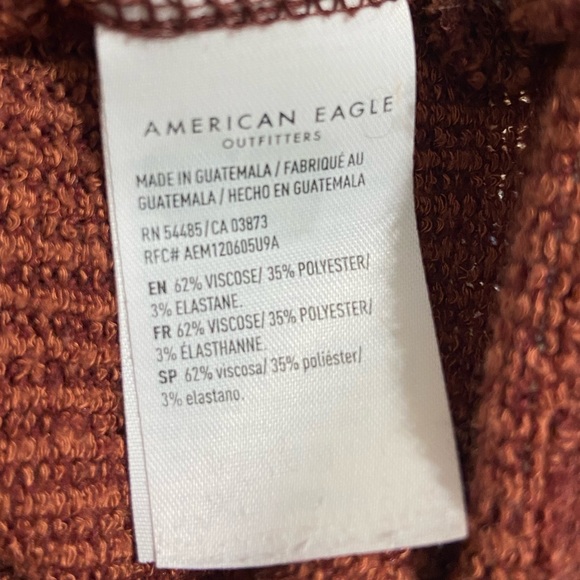 AMERICAN EAGLE
OUTFITTERS
MADE IN GUATEMALA / FABRIQUÉ AU
GUATEMALA / HECHO EN GUATEMALA
RN 54485/CA 03873
RFC# AEM120605U9A
EN 62% VISCOSE/ 35% POLYESTER/
3% ELASTANE.
FR 62% VISCOSE/ 35% POLYESTER/
3% ÉLASTHANNE.
SP 62% viscosa/ 35% poliéster/
3% elastano.